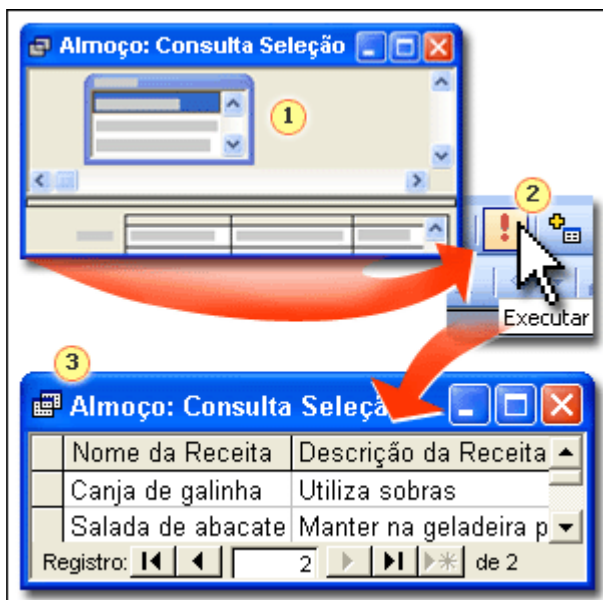 Almoço: Consulta Seleção
1
2
Executar
3
Almoço: Consulta Seleçã
Nome da Receita Descrição da Receita
Canja de galinha Utiliza sobras
Salada de abacate Manter na geladeira p
Registro: 2 de 2